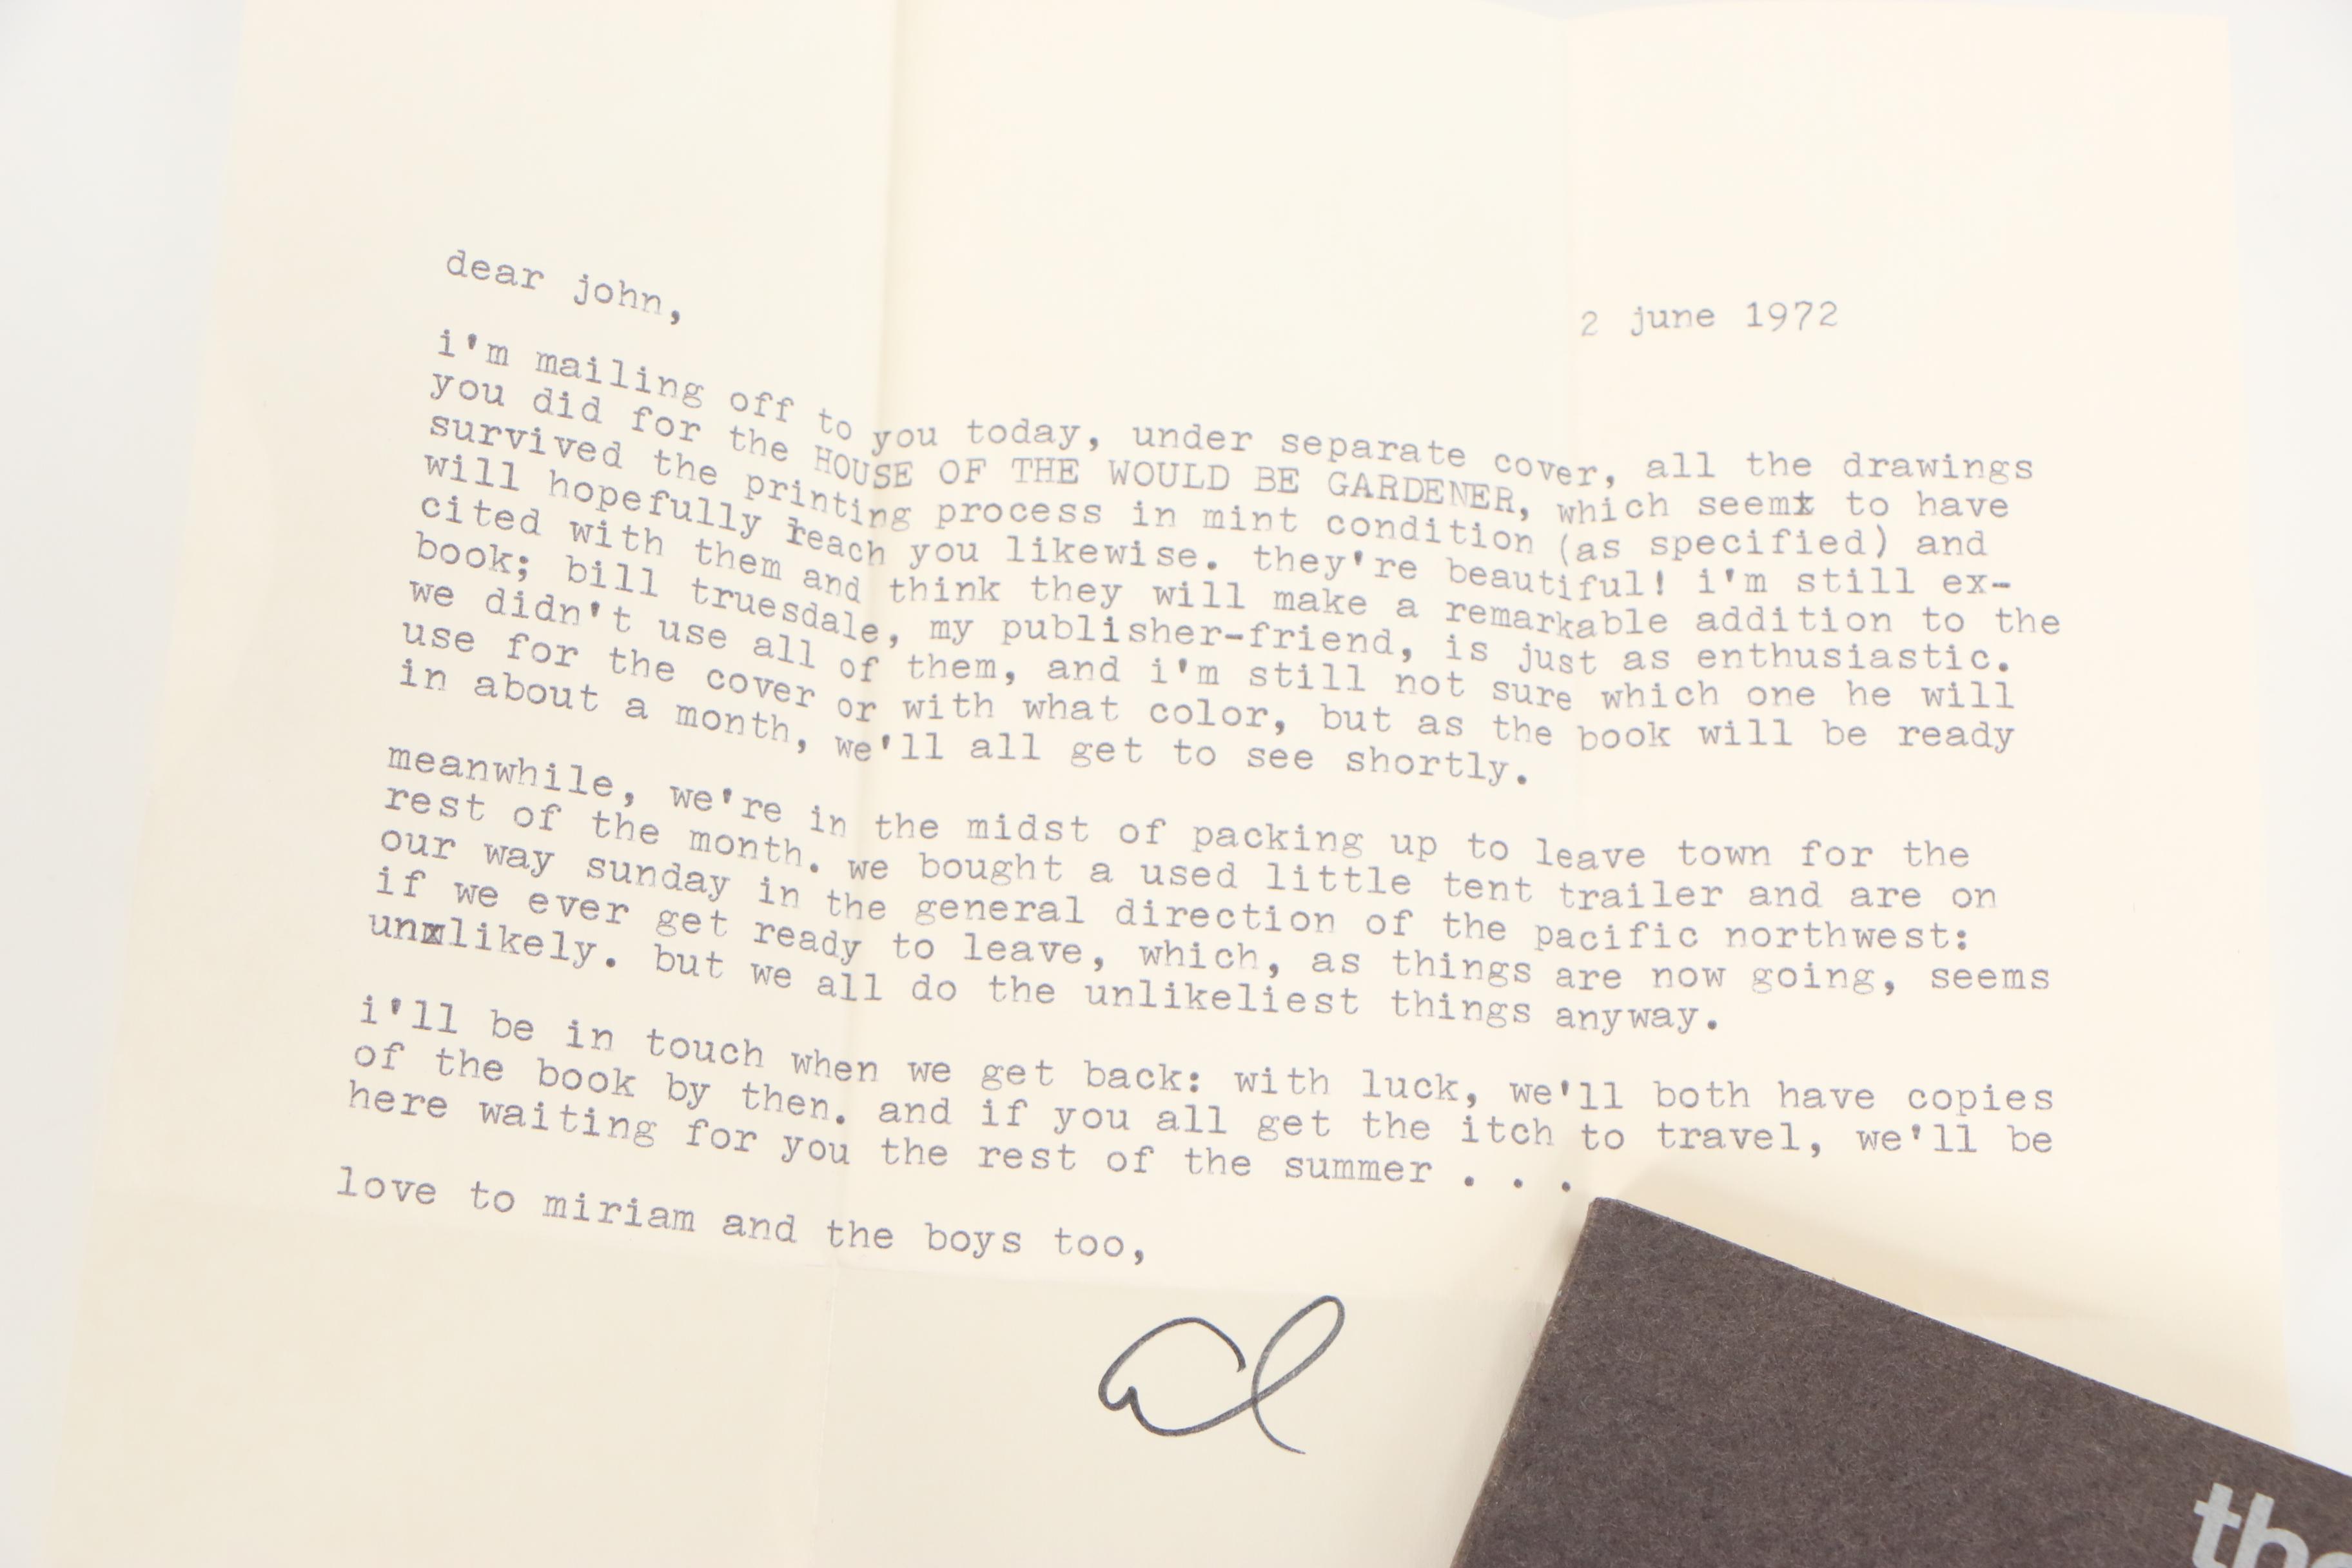 dear john,
2 june 1972
i'm mailing off to you today, under separate cover, all the drawings
you did for the HOUSE OF THE WOULD BE GARDENER, which seem to have
survived the printing process in mint condition (as specified) and
will hopefully reach you likewise. they're beautiful! i'm still ex-
cited with them and think they will make a remarkable addition to the
book; bill truesdale, my publisher-friend, is just as enthusiastic.
we didn't use all of them, and i'm still not sure which one he will
use for the cover or with what color, but as the book will be ready
in about a month, we'll all get to see shortly.
meanwhile, we're in the midst of packing up to leave town for the
rest of the month. we bought a used little tent trailer and are on
our way sunday in the general direction of the pacific northwest:
if we ever get ready to leave, which, as things are now going, seems
unxlikely. but we all do the unlikeliest things anyway.
i'll be in touch when we get back: with luck, we'll both have copies
of the book by then. and if you all get the itch to travel, we'll be
here waiting for you the rest of the summer . . .
love to miriam and the boys too,
al